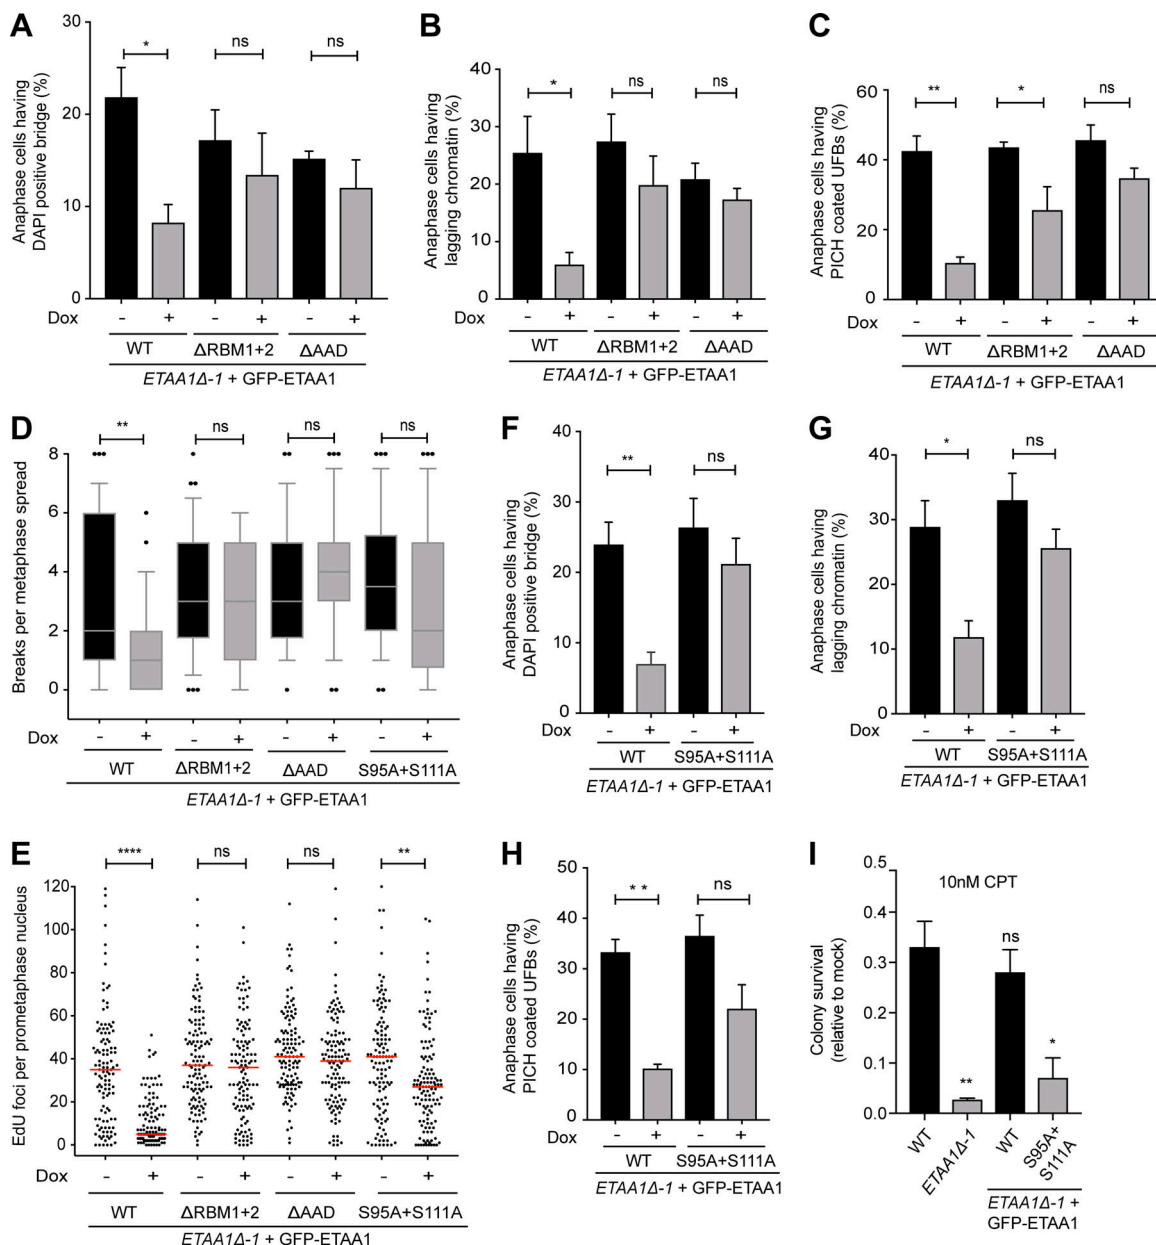 A
Anaphase cells having
DAPI positive bridge (%)
30
20
10
0
*
ns
ns
Dox - + - + - +
WT ΔRBM1+2 ΔAAD
ETAA1Δ-1 + GFP-ETAA1
B
Anaphase cells having
lagging chromatin (%)
40
30
20
10
0
*
ns
ns
Dox - + - + - +
WT ΔRBM1+2 ΔAAD
ETAA1Δ-1 + GFP-ETAA1
C
Anaphase cells having
PICH coated UFBs (%)
60
40
20
0
**
*
ns
Dox - + - + - +
WT ΔRBM1+2 ΔAAD
ETAA1Δ-1 + GFP-ETAA1
D
Breaks per metaphase spread
8
6
4
2
0
**
ns
ns
ns
Dox - + - + - + - +
WT ΔRBM1+2 ΔAAD S95A+S111A
ETAA1Δ-1 + GFP-ETAA1
F
Anaphase cells having
DAPI positive bridge (%)
40
30
20
10
0
**
ns
Dox - + - +
WT S95A+S111A
ETAA1Δ-1 + GFP-ETAA1
G
Anaphase cells having
lagging chromatin (%)
40
30
20
10
0
*
ns
Dox - + - +
WT S95A+S111A
ETAA1Δ-1 + GFP-ETAA1
E
EdU foci per prometaphase nucleus
120
100
80
60
40
20
0
****
ns
ns
**
Dox - + - + - + - +
WT ΔRBM1+2 ΔAAD S95A+S111A
ETAA1Δ-1 + GFP-ETAA1
H
Anaphase cells having
PICH coated UFBs (%)
50
40
30
20
10
0
* *
ns
Dox - + - +
WT S95A+S111A
ETAA1Δ-1 + GFP-ETAA1
I
Colony survival
(relative to mock)
0.5
0.4
0.3
0.2
0.1
0.0
10nM CPT
**
ns
*
WT
ETAA1Δ-1
WT
S95A+
S111A
ETAA1Δ-1 +
GFP-ETAA1